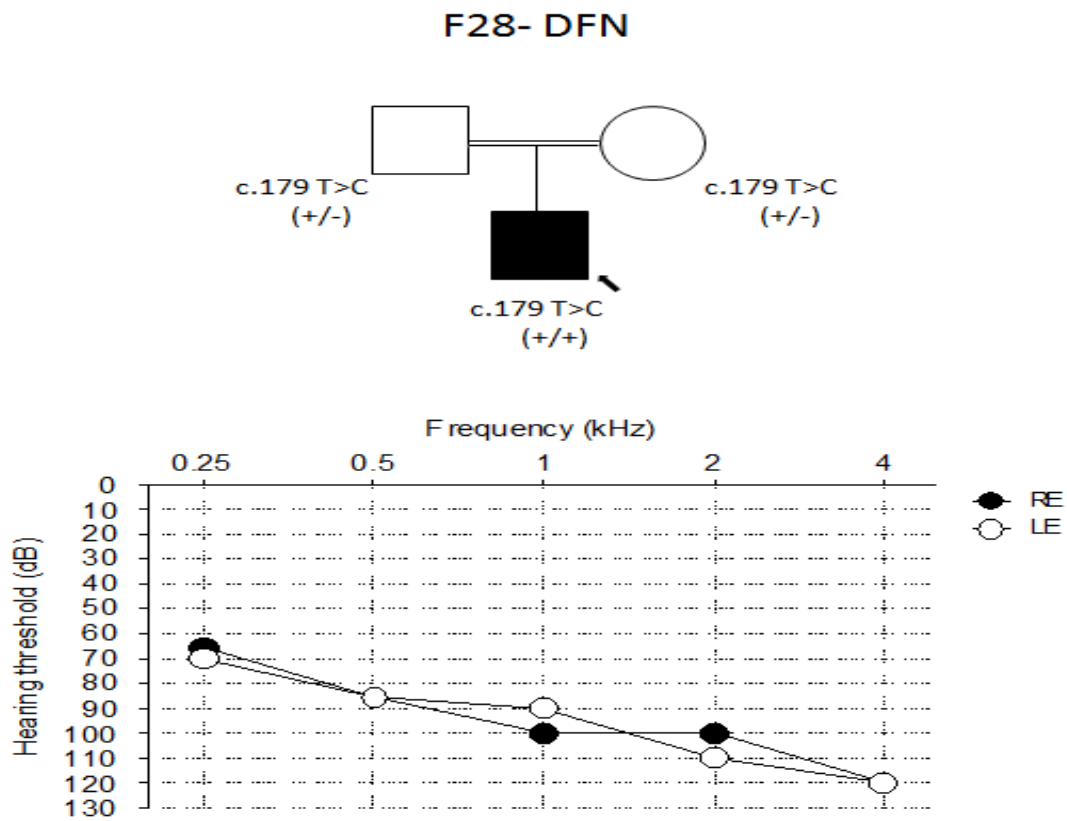 F28- DFN
c.179 T>C
(+/-)
c.179 T>C
(+/-)
c.179 T>C
(+/+)
Frequency (kHz)
0.25 0.5 1 2 4
Hearing threshold (dB)
0
10
20
30
40
50
60
70
80
90
100
110
120
130
RE
LE